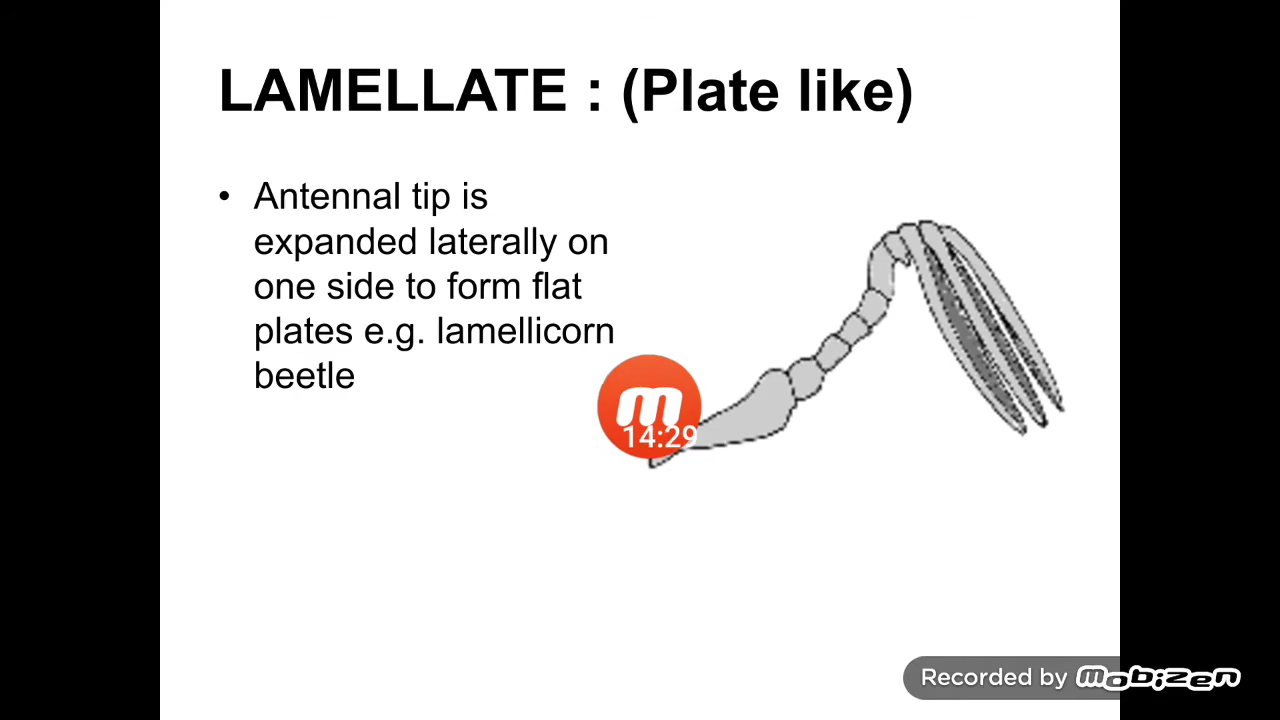 LAMELLATE : (Plate like)
• Antennal tip is
expanded laterally on
one side to form flat
plates e.g. lamellicorn
beetle
m
14:29
Recorded by mobizen